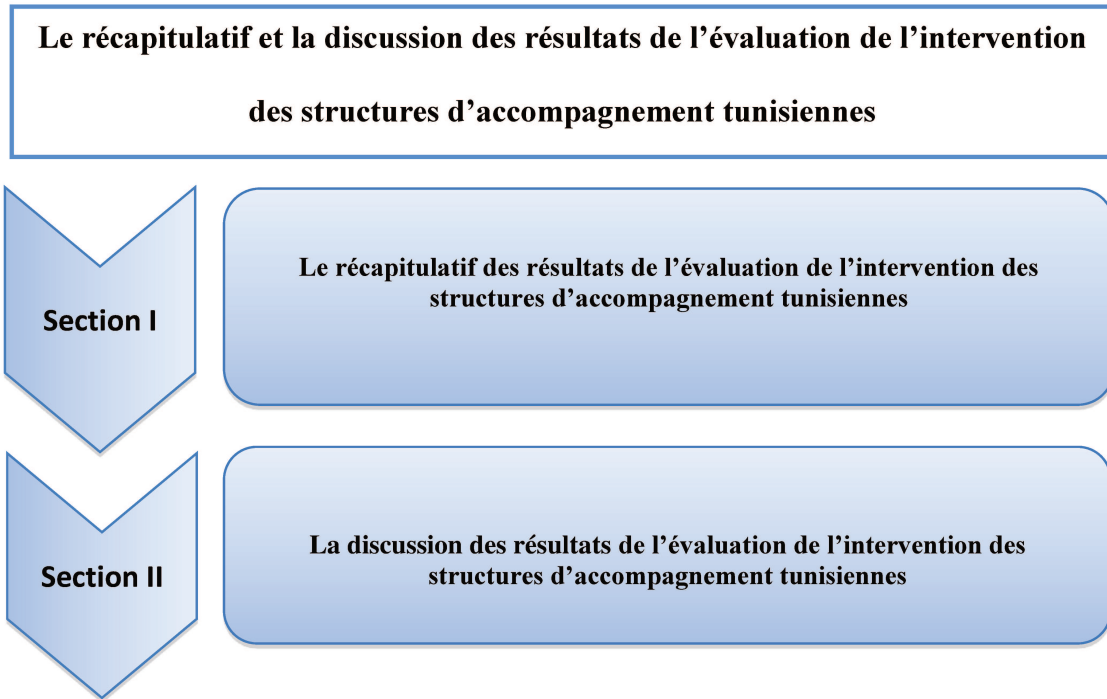 Le récapitulatif et la discussion des résultats de l’évaluation de l’intervention
des structures d’accompagnement tunisiennes
Section I
Le récapitulatif des résultats de l’évaluation de l’intervention des
structures d’accompagnement tunisiennes
Section II
La discussion des résultats de l’évaluation de l’intervention des
structures d’accompagnement tunisiennes